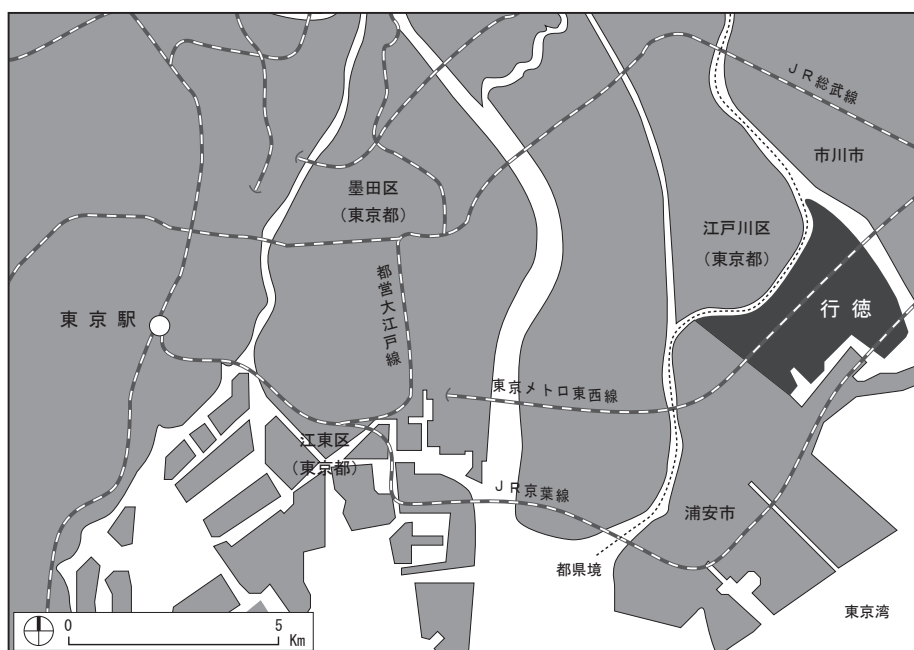 JR総武線
市川市
墨田区
(東京都)
江戸川区
(東京都)
都営大江戸線
行徳
東京駅
東京メトロ東西線
江東区
(東京都)
JR京葉線
浦安市
都県境
東京湾
0 5
Km